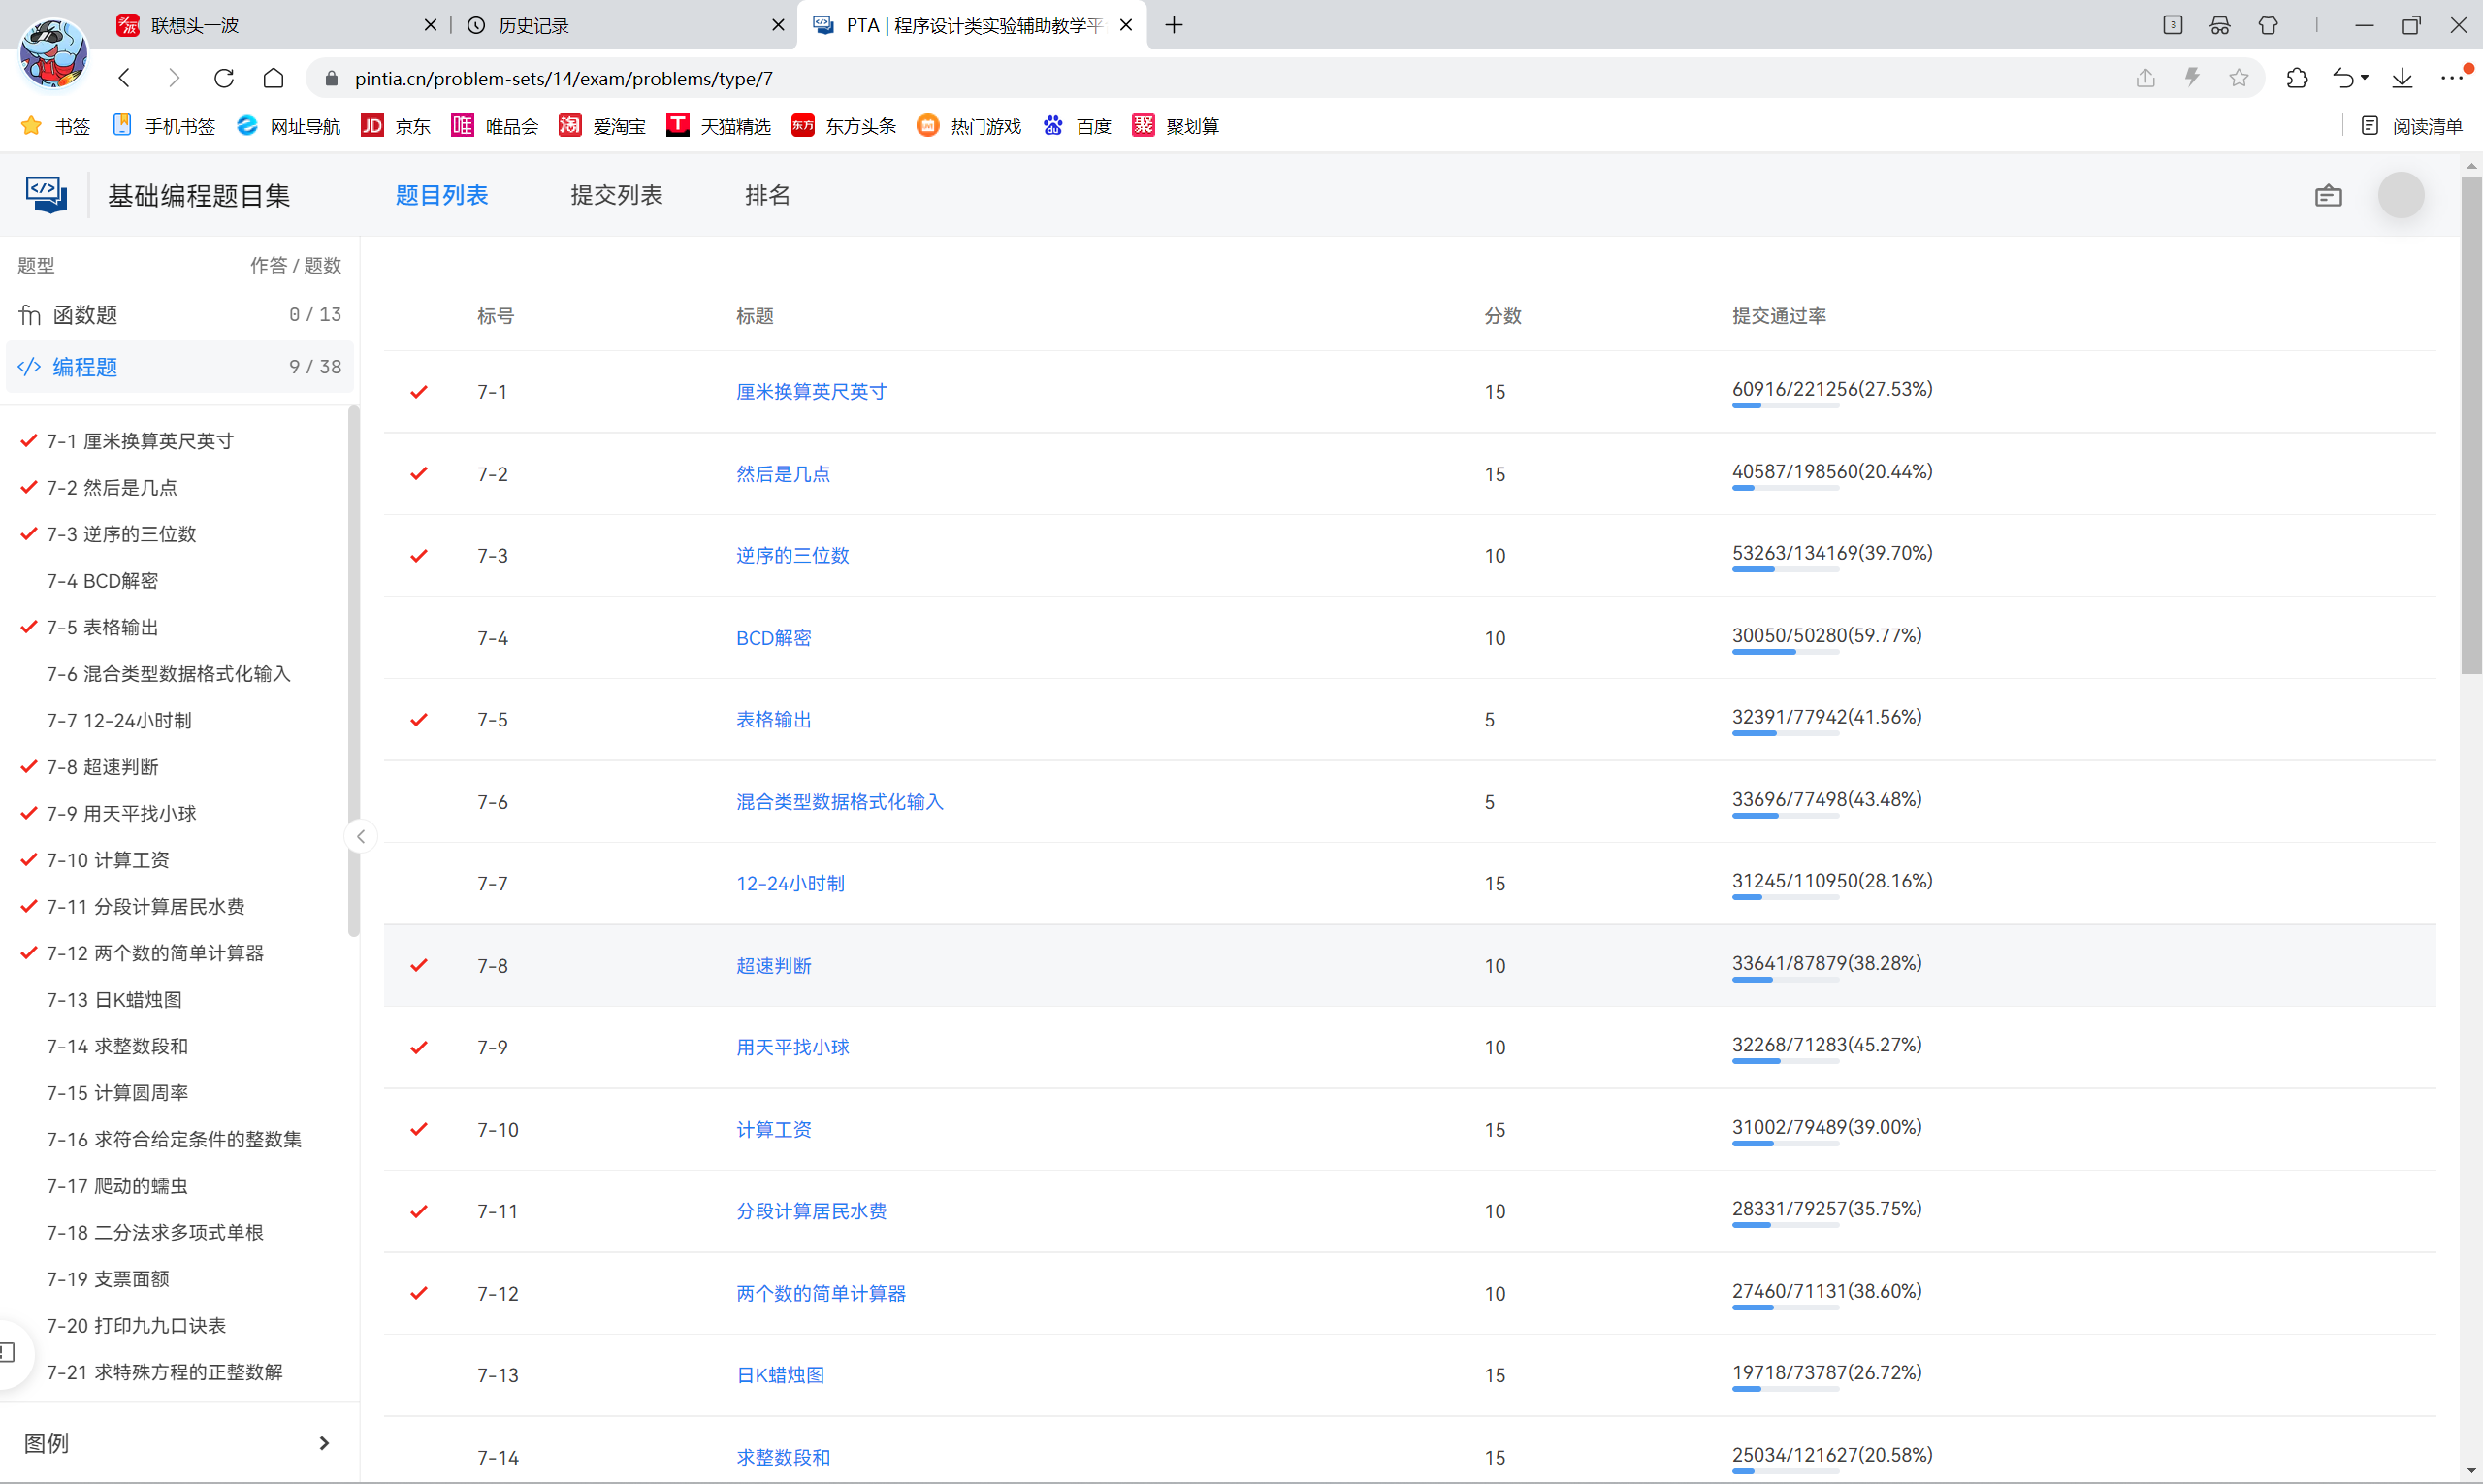 联想头一波
历史记录
PTA | 程序设计类实验辅助教学平
3
pintia.cn/problem-sets/14/exam/problems/type/7
书签 手机书签 网址导航 JD 京东 唯 唯品会 淘 爱淘宝 T 天猫精选 东方 东方头条 热门游戏 百度 聚 聚划算 阅读清单
基础编程题目集 题目列表 提交列表 排名
题型 作答 / 题数
fn 函数题 0 / 13
</> 编程题 9 / 38
7-1 厘米换算英尺英寸
7-2 然后是几点
7-3 逆序的三位数
7-4 BCD解密
7-5 表格输出
7-6 混合类型数据格式化输入
7-7 12-24小时制
7-8 超速判断
7-9 用天平找小球
7-10 计算工资
7-11 分段计算居民水费
7-12 两个数的简单计算器
7-13 日K蜡烛图
7-14 求整数段和
7-15 计算圆周率
7-16 求符合给定条件的整数集
7-17 爬动的蠕虫
7-18 二分法求多项式单根
7-19 支票面额
7-20 打印九九口诀表
7-21 求特殊方程的正整数解
图例
标号 标题 分数 提交通过率
7-1 厘米换算英尺英寸 15 60916/221256(27.53%)
7-2 然后是几点 15 40587/198560(20.44%)
7-3 逆序的三位数 10 53263/134169(39.70%)
7-4 BCD解密 10 30050/50280(59.77%)
7-5 表格输出 5 32391/77942(41.56%)
7-6 混合类型数据格式化输入 5 33696/77498(43.48%)
7-7 12-24小时制 15 31245/110950(28.16%)
7-8 超速判断 10 33641/87879(38.28%)
7-9 用天平找小球 10 32268/71283(45.27%)
7-10 计算工资 15 31002/79489(39.00%)
7-11 分段计算居民水费 10 28331/79257(35.75%)
7-12 两个数的简单计算器 10 27460/71131(38.60%)
7-13 日K蜡烛图 15 19718/73787(26.72%)
7-14 求整数段和 15 25034/121627(20.58%)